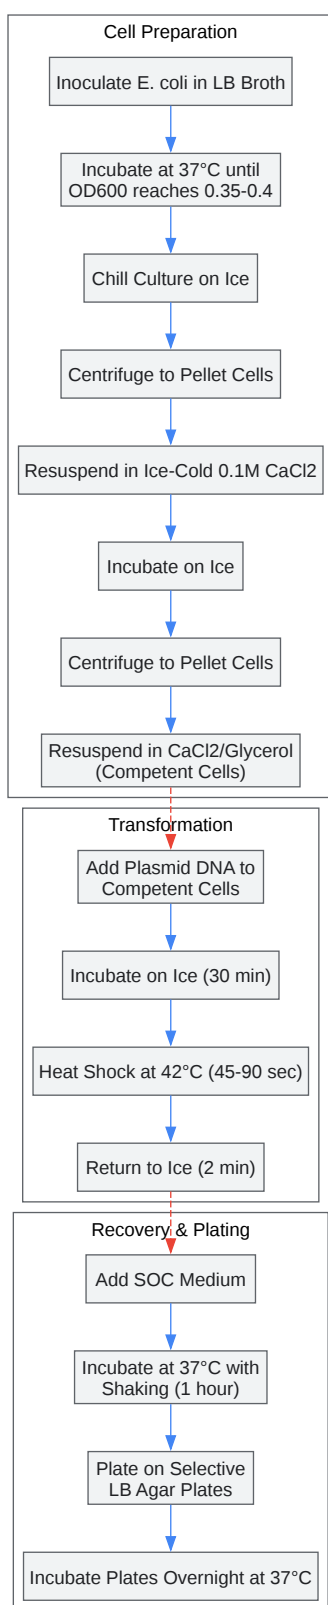 Cell Preparation
Inoculate E. coli in LB Broth
Incubate at 37°C until
OD600 reaches 0.35-0.4
Chill Culture on Ice
Centrifuge to Pellet Cells
Resuspend in Ice-Cold 0.1M CaCl2
Incubate on Ice
Centrifuge to Pellet Cells
Resuspend in CaCl2/Glycerol
(Competent Cells)
Transformation
Add Plasmid DNA to
Competent Cells
Incubate on Ice (30 min)
Heat Shock at 42°C (45-90 sec)
Return to Ice (2 min)
Recovery & Plating
Add SOC Medium
Incubate at 37°C with
Shaking (1 hour)
Plate on Selective
LB Agar Plates
Incubate Plates Overnight at 37°C